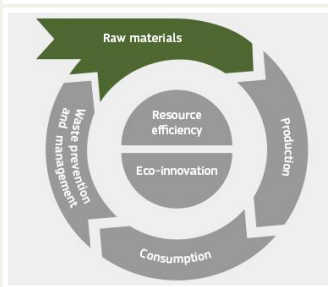 Raw materials
Production
Consumption
Waste prevention
and management
Resource
efficiency
Eco-innovation